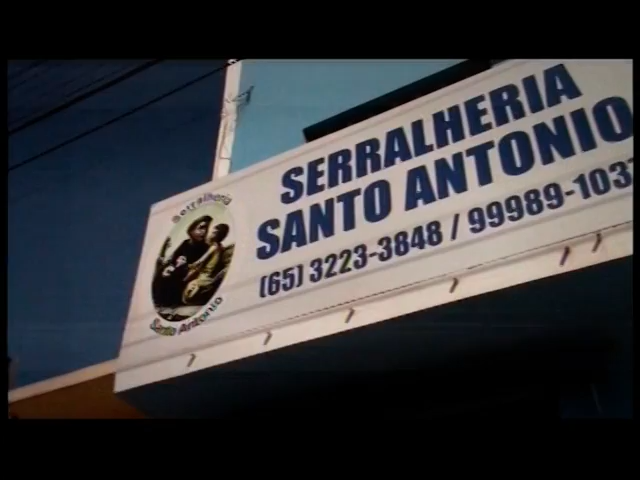 Serralheria
Santo Antonio
SERRALHERIA
SANTO ANTONIO
(65) 3223-3848 / 99989-103